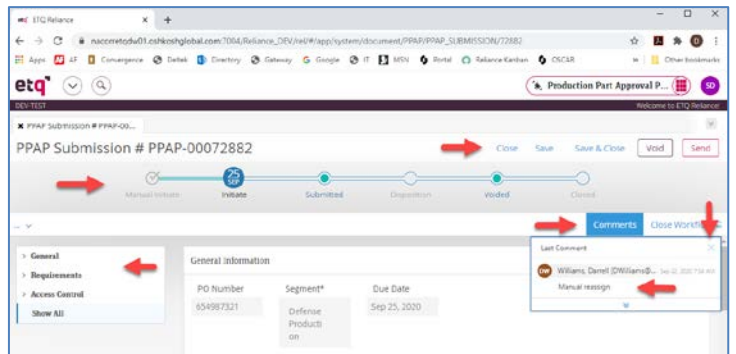 ETQ Reliance
naccrretqdw01.oshkoshglobal.com:7004/Reliance_DEV/rel/#/app/system/document/PPAP/PPAP_SUBMISSION/72882
Apps AF Convergence Deltek Directory Gateway Google IT MSN Portal Reliance Kanban OSCAR » Other bookmarks
etq Production Part Approval P... SD
DEV-TEST Welcome to ETQ Reliance
× PPAP Submission # PPAP-00...
PPAP Submission # PPAP-00072882 Close Save Save & Close Void Send
25
SEP
Manual Initiate Initiate Submitted Disposition Voided Closed
... Comments Close Workfl
> General
> Requirements
> Access Control
Show All
General Information
PO Number Segment* Due Date
654987321 Defense Producti on Sep 25, 2020
Last Comment
DW Williams, Darrell (DWilliams@... Sep 22, 2020 7:54 AM
Manual reassign